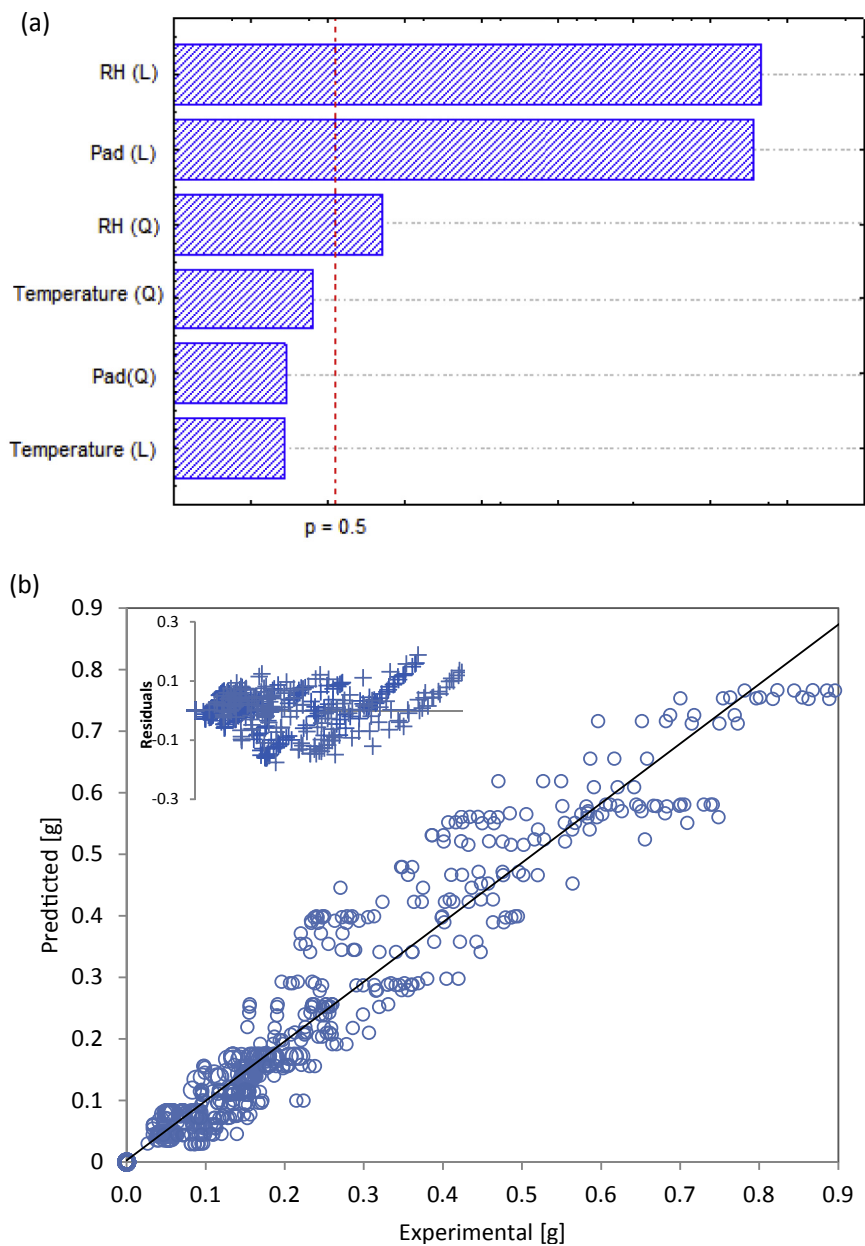 (a)
RH (L)
Pad (L)
RH (Q)
Temperature (Q)
Pad(Q)
Temperature (L)
p = 0.5
(b)
0.9
0.8
0.7
0.6
0.5
0.4
0.3
0.2
0.1
0
Predticted [g]
0.3
0.1
-0.1
-0.3
Residuals
0.0 0.1 0.2 0.3 0.4 0.5 0.6 0.7 0.8 0.9
Experimental [g]